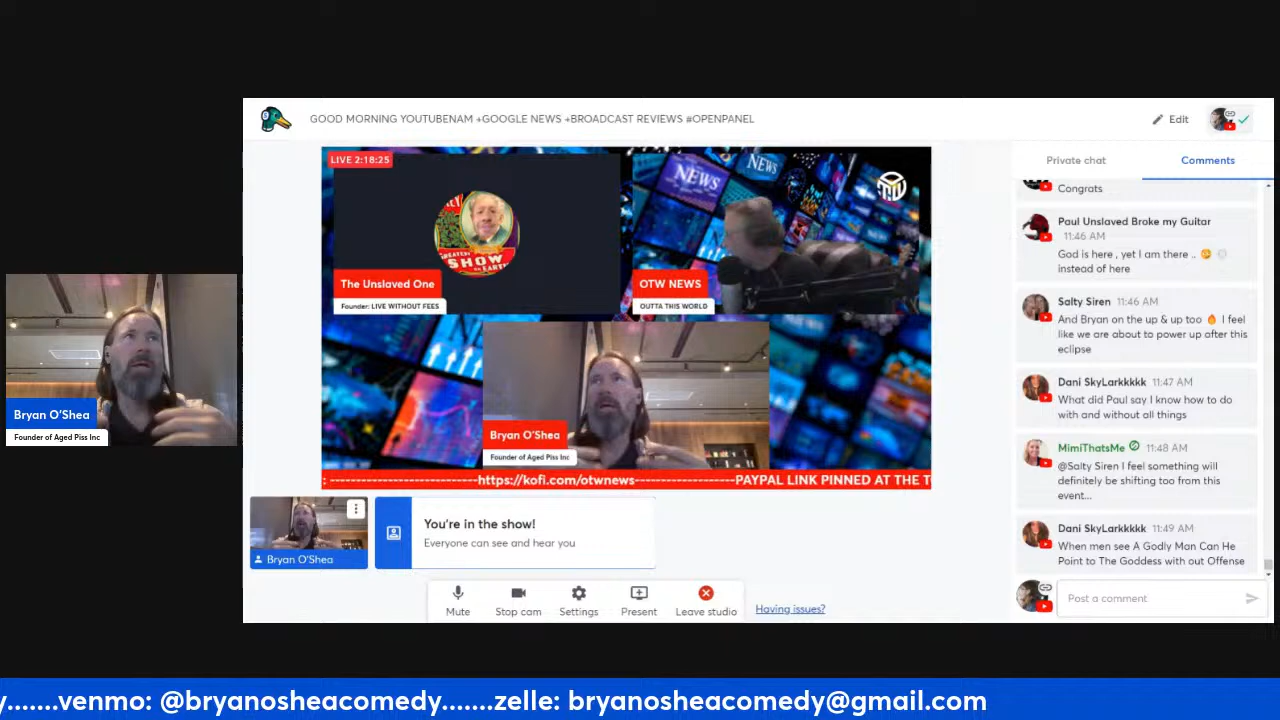 GOOD MORNING YOUTUBENAM +GOOGLE NEWS +BROADCAST REVIEWS #OPENPANEL
Edit
LIVE 2:18:25
The Unslaved One
Founder: LIVE WITHOUT FEES
GREATEST
SHOW
ON EARTH
NEWS
NEWS
OTW NEWS
OUTTA THIS WORLD
Bryan O'Shea
Founder of Aged Piss Inc
: ---------------------------https://kofi.com/otwnews------------------PAYPAL LINK PINNED AT THE
Bryan O'Shea
Founder of Aged Piss Inc
Bryan O'Shea
You're in the show!
Everyone can see and hear you
Mute
Stop cam
Settings
Present
Leave studio
Having issues?
Private chat
Comments
Congrats
Paul Unslaved Broke my Guitar
11:46 AM
God is here , yet I am there ..
instead of here
Salty Siren 11:46 AM
And Bryan on the up & up too 🔥 I feel
like we are about to power up after this
eclipse
Dani SkyLarkkkkk 11:47 AM
What did Paul say I know how to do
with and without all things
MimiThatsMe 11:48 AM
@Salty Siren I feel something will
definitely be shifting too from this
event...
Dani SkyLarkkkkk 11:49 AM
When men see A Godly Man Can He
Point to The Goddess with out Offense
Post a comment
y.......venmo: @bryanosheacomedy.......zelle: bryanosheacomedy@gmail.com